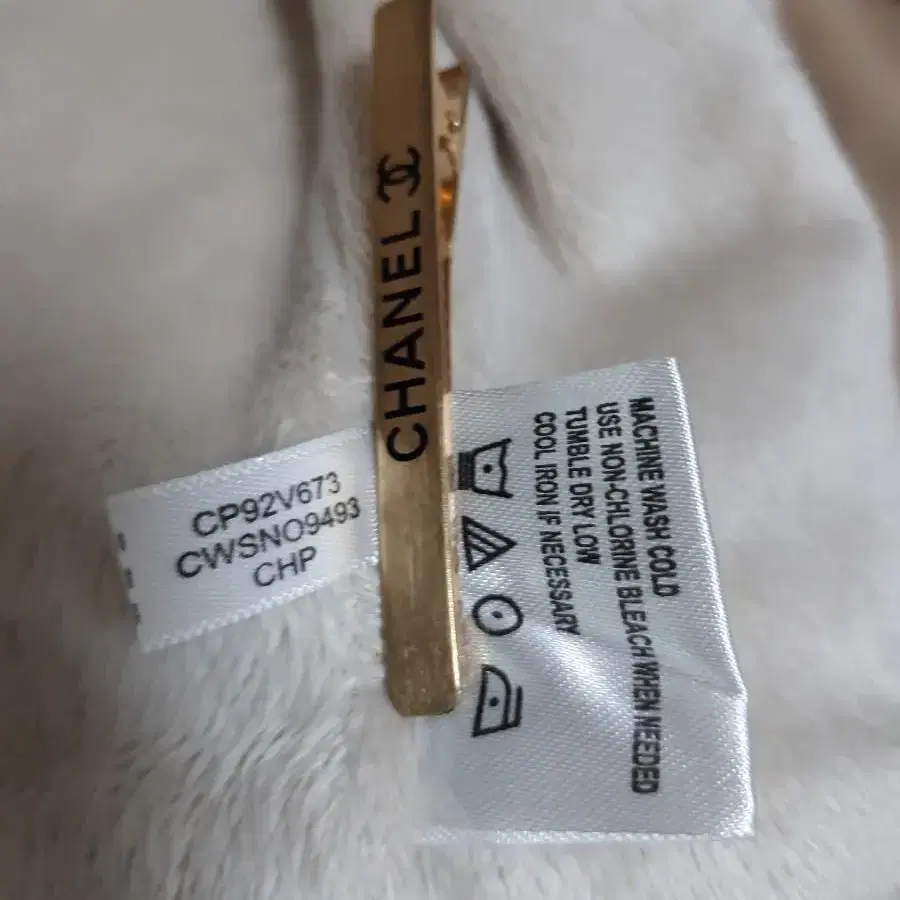 CHANEL
CP92V673
CWSNO9493
CHP
MACHINE WASH COLD
USE NON-CHLORINE BLEACH WHEN NEEDED
TUMBLE DRY LOW
COOL IRON IF NECESSARY